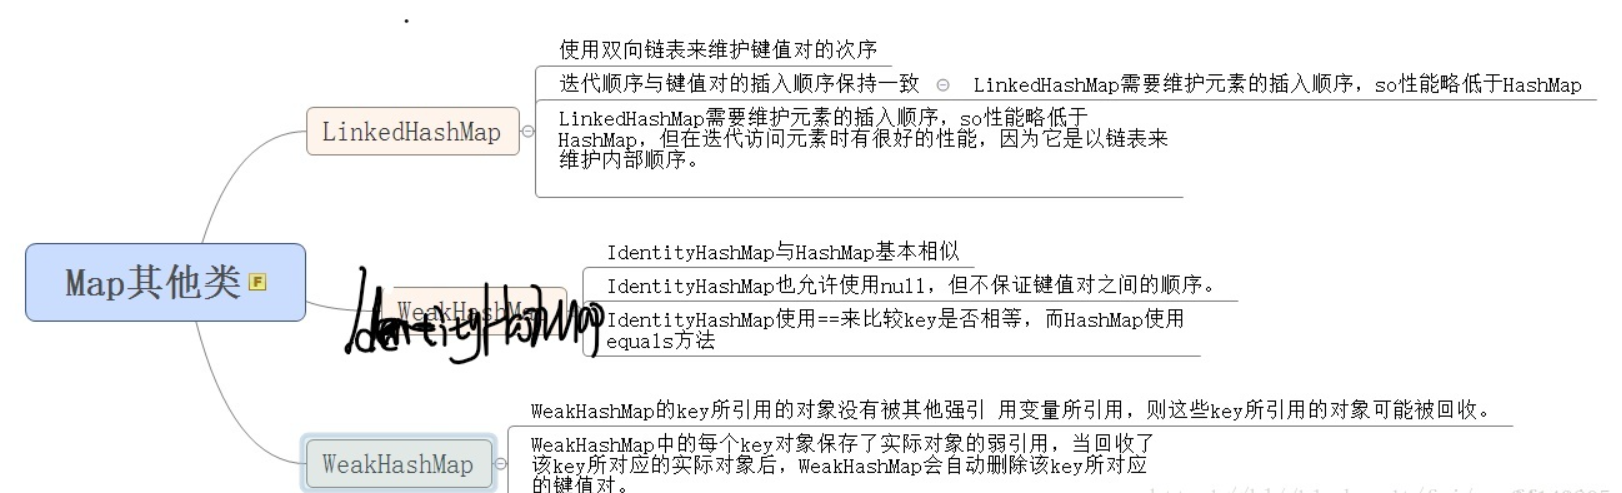 使用双向链表来维护键值对的次序
迭代顺序与键值对的插入顺序保持一致 LinkedHashMap需要维护元素的插入顺序，so性能略低于HashMap
LinkedHashMap
LinkedHashMap需要维护元素的插入顺序，so性能略低于
HashMap，但在迭代访问元素时有很好的性能，因为它是以链表来
维护内部顺序。
Map其他类 F
IdentityHashMap与HashMap基本相似
IdentityHashMap也允许使用null，但不保证键值对之间的顺序。
WeakHashMap
IdentityHashMap
IdentityHashMap使用==来比较key是否相等，而HashMap使用
equals方法
WeakHashMap的key所引用的对象没有被其他强引 用变量所引用，则这些key所引用的对象可能被回收。
WeakHashMap
WeakHashMap中的每个key对象保存了实际对象的弱引用，当回收了
该key所对应的实际对象后，WeakHashMap会自动删除该key所对应
的键值对。